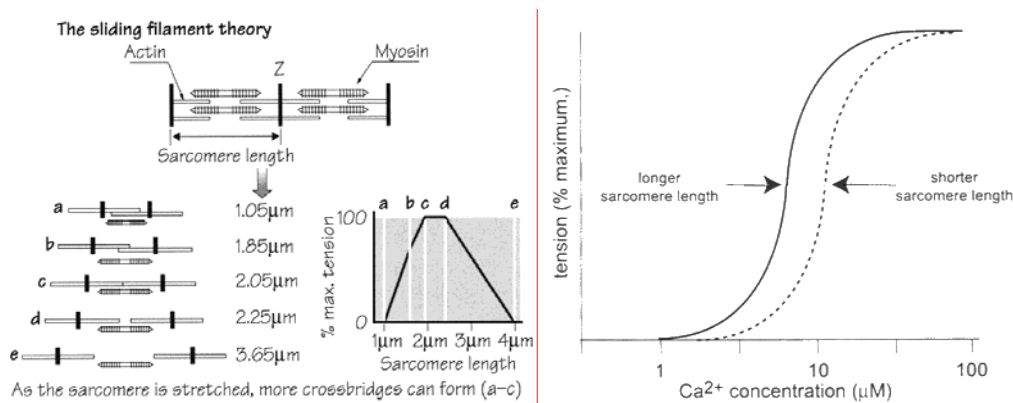 The sliding filament theory
Actin
Myosin
Z
Sarcomere length
a
1.05μm
b
1.85μm
c
2.05μm
d
2.25μm
e
3.65μm
a b c d e
100
% max. tension
0
1μm 2μm 3μm 4μm
Sarcomere length
As the sarcomere is stretched, more crossbridges can form (a–c)
tension (% maximum.)
longer
sarcomere length
shorter
sarcomere length
1 10 100
Ca2+ concentration (μM)